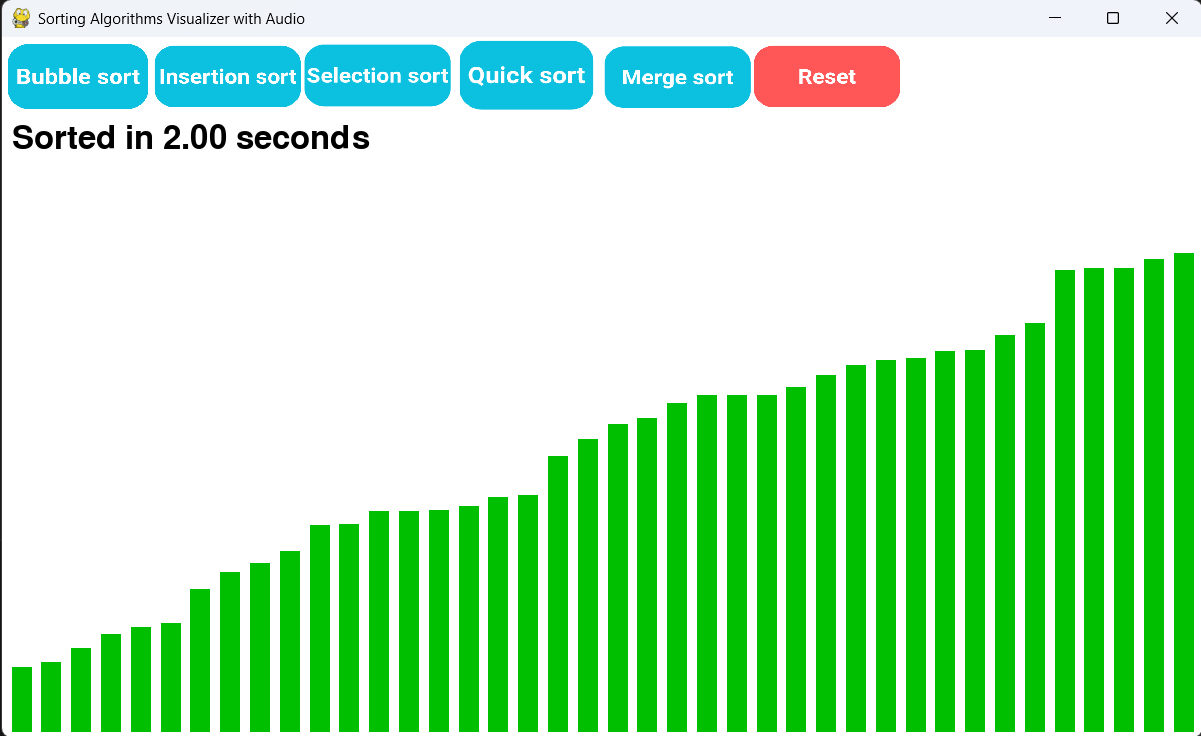 Sorting Algorithms Visualizer with Audio
Bubble sort Insertion sort Selection sort Quick sort Merge sort Reset
Sorted in 2.00 seconds